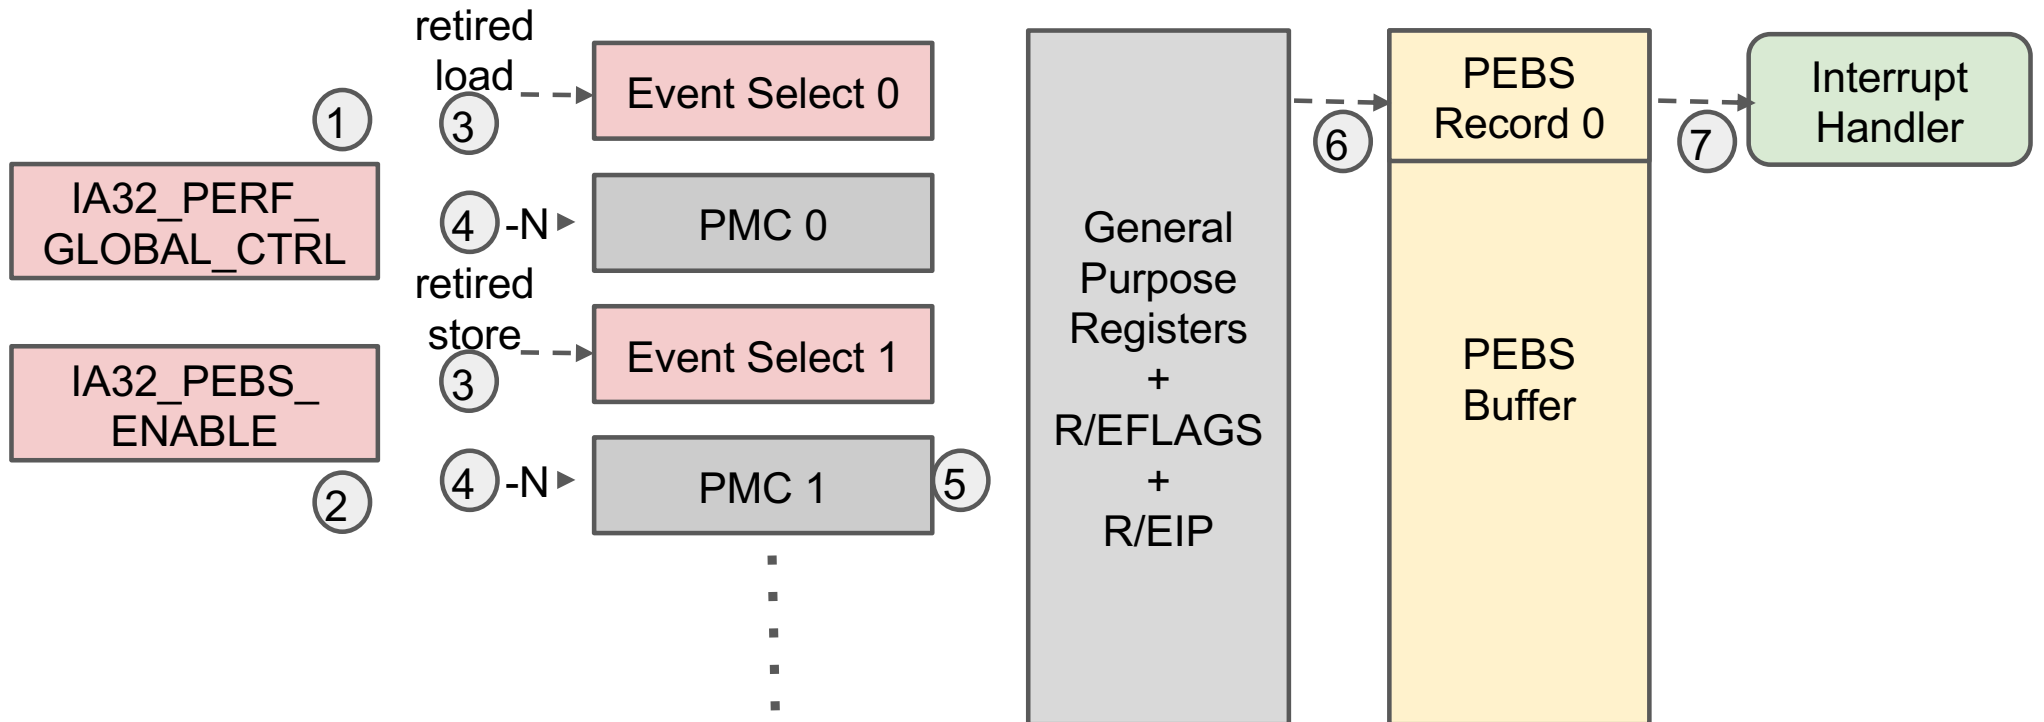 1
IA32_PERF_
GLOBAL_CTRL
IA32_PEBS_
ENABLE
2
retired
load
3
Event Select 0
4 -N
PMC 0
retired
store
3
Event Select 1
4 -N
PMC 1
5
General
Purpose
Registers
+
R/EFLAGS
+
R/EIP
6
PEBS
Record 0
PEBS
Buffer
7
Interrupt
Handler